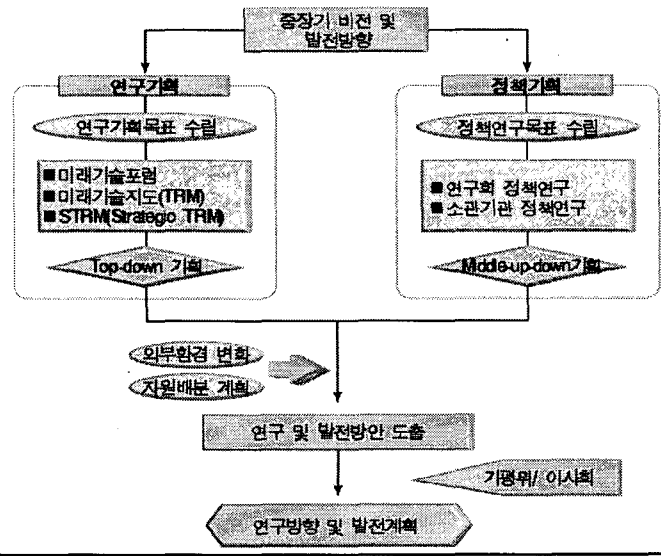 중장기 비전 및
발전방향
연구기획
연구기획목표 수립
■미래기술포럼
■미래기술지도(TRM)
■STRM(Strategio TRM)
Top-down 기획
정책기획
정책연구목표 수립
■연구회 정책연구
■소관기관 정책연구
Middle-up-down기획
외부환경 변화
자원배분 계획
연구 및 발전방안 도출
기평위/ 이사회
연구방향 및 발전계획